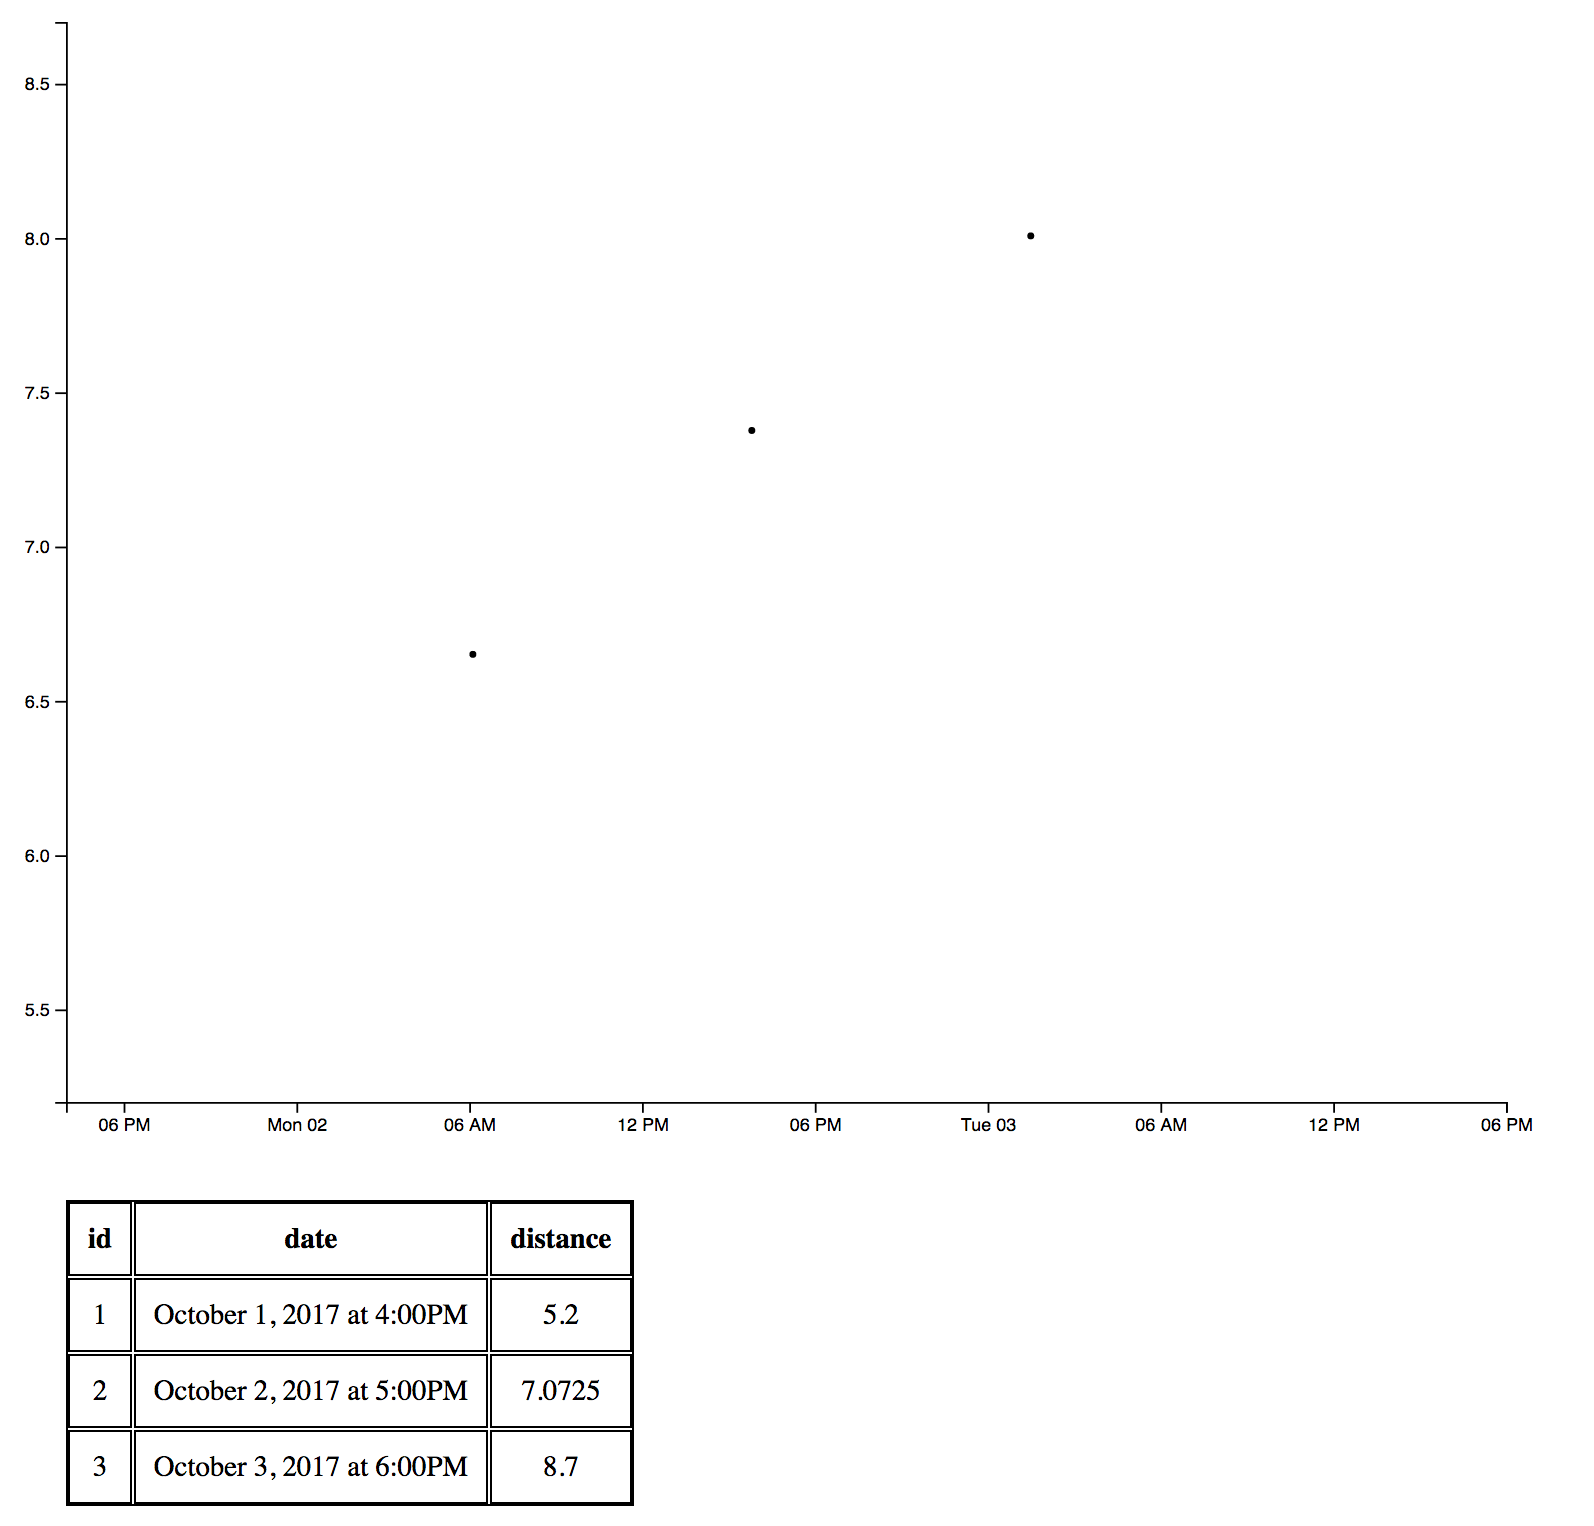 8.5
8.0
7.5
7.0
6.5
6.0
5.5
06 PM Mon 02 06 AM 12 PM 06 PM Tue 03 06 AM 12 PM 06 PM
id date distance
1 October 1, 2017 at 4:00PM 5.2
2 October 2, 2017 at 5:00PM 7.0725
3 October 3, 2017 at 6:00PM 8.7